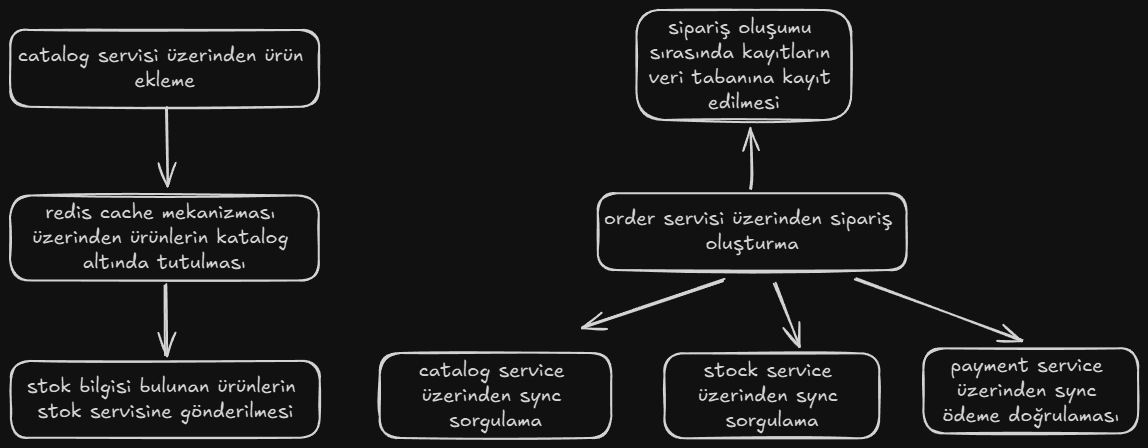 catalog servisi üzerinden ürün
ekleme
redis cache mekanizması
üzerinden ürünlerin katalog
altında tutulması
stok bilgisi bulunan ürünlerin
stok servisine gönderilmesi
sipariş oluşumu
sırasında kayıtların
veri tabanına kayıt
edilmesi
order servisi üzerinden sipariş
oluşturma
catalog service
üzerinden sync
sorgulama
stock service
üzerinden sync
sorgulama
payment service
üzerinden sync
ödeme doğrulaması